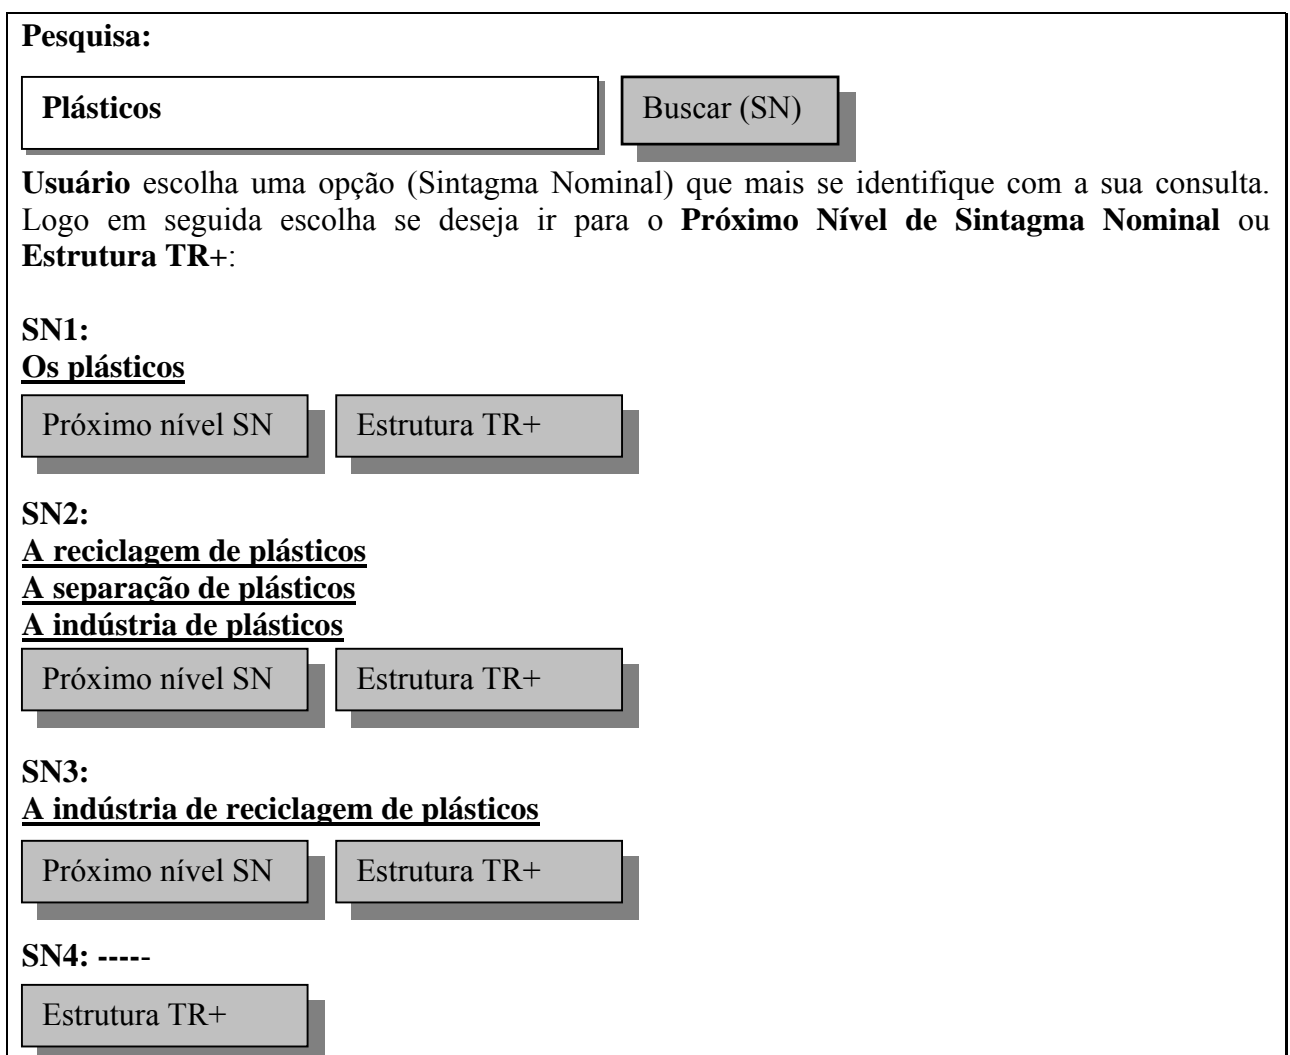 Pesquisa:
Plásticos
Buscar (SN)
Usuário escolha uma opção (Sintagma Nominal) que mais se identifique com a sua consulta.
Logo em seguida escolha se deseja ir para o Próximo Nível de Sintagma Nominal ou
Estrutura TR+:
SN1:
Os plásticos
Próximo nível SN
Estrutura TR+
SN2:
A reciclagem de plásticos
A separação de plásticos
A indústria de plásticos
Próximo nível SN
Estrutura TR+
SN3:
A indústria de reciclagem de plásticos
Próximo nível SN
Estrutura TR+
SN4: -----
Estrutura TR+